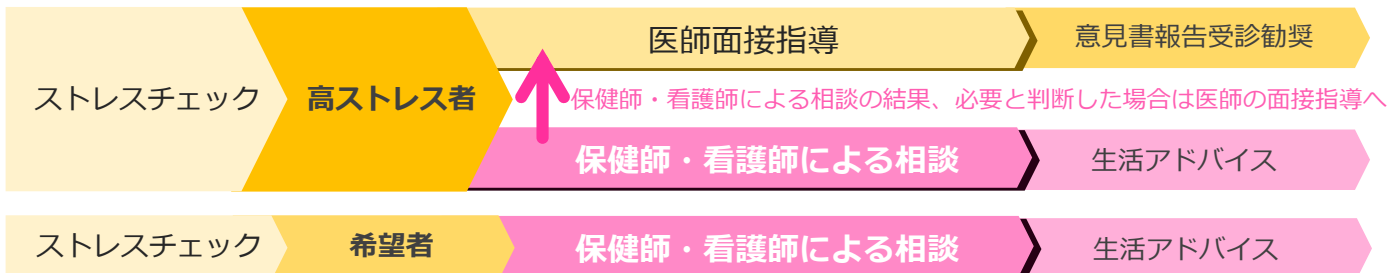 ストレスチェック
高ストレス者
医師面接指導
意見書報告受診勧奨
保健師・看護師による相談の結果、必要と判断した場合は医師の面接指導へ
保健師・看護師による相談
生活アドバイス
ストレスチェック
希望者
保健師・看護師による相談
生活アドバイス